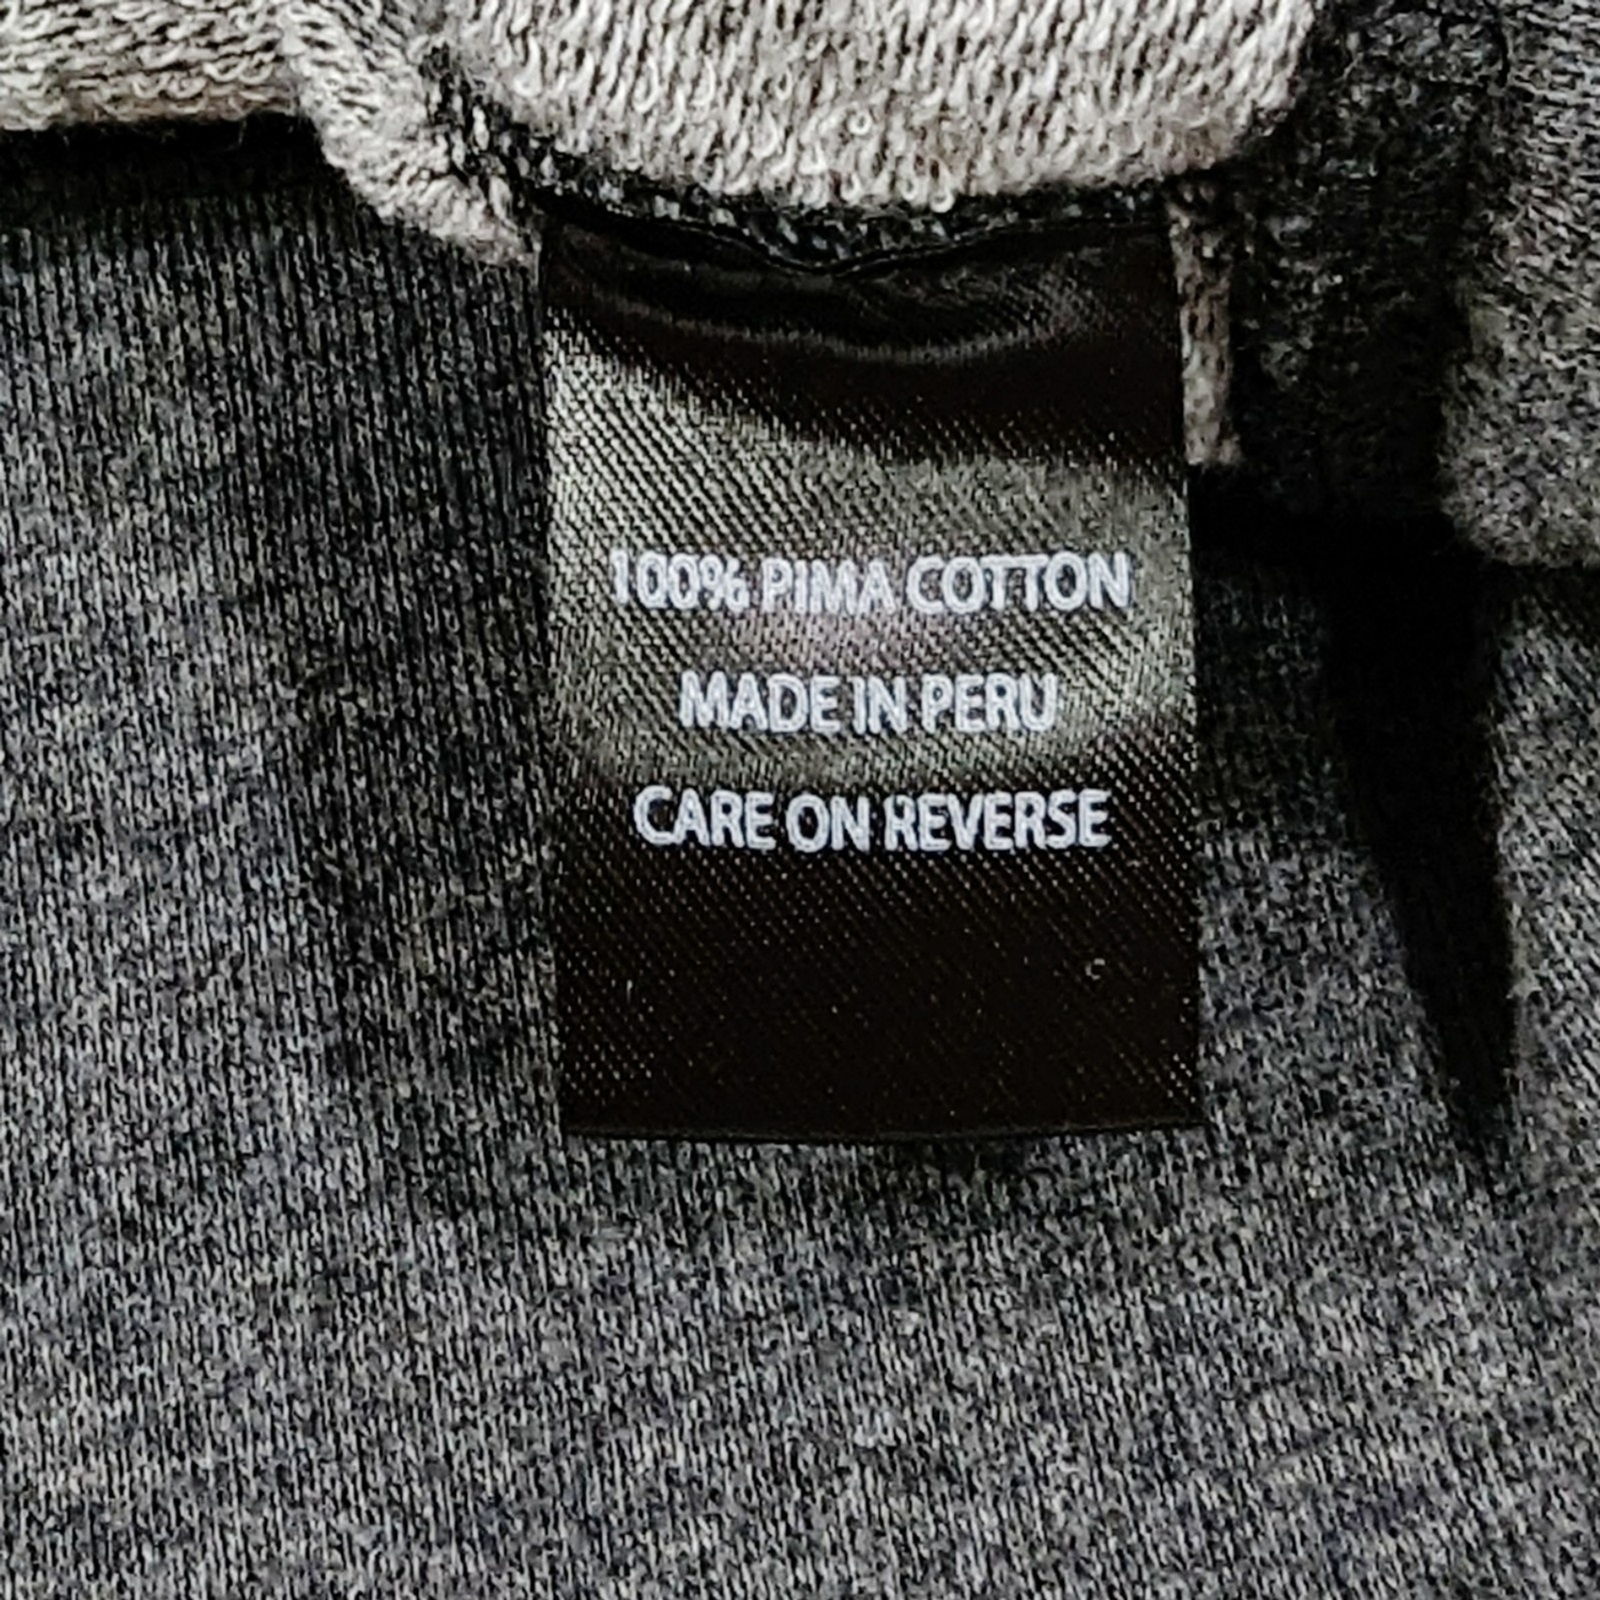 100% PIMA COTTON
MADE IN PERU
CARE ON REVERSE